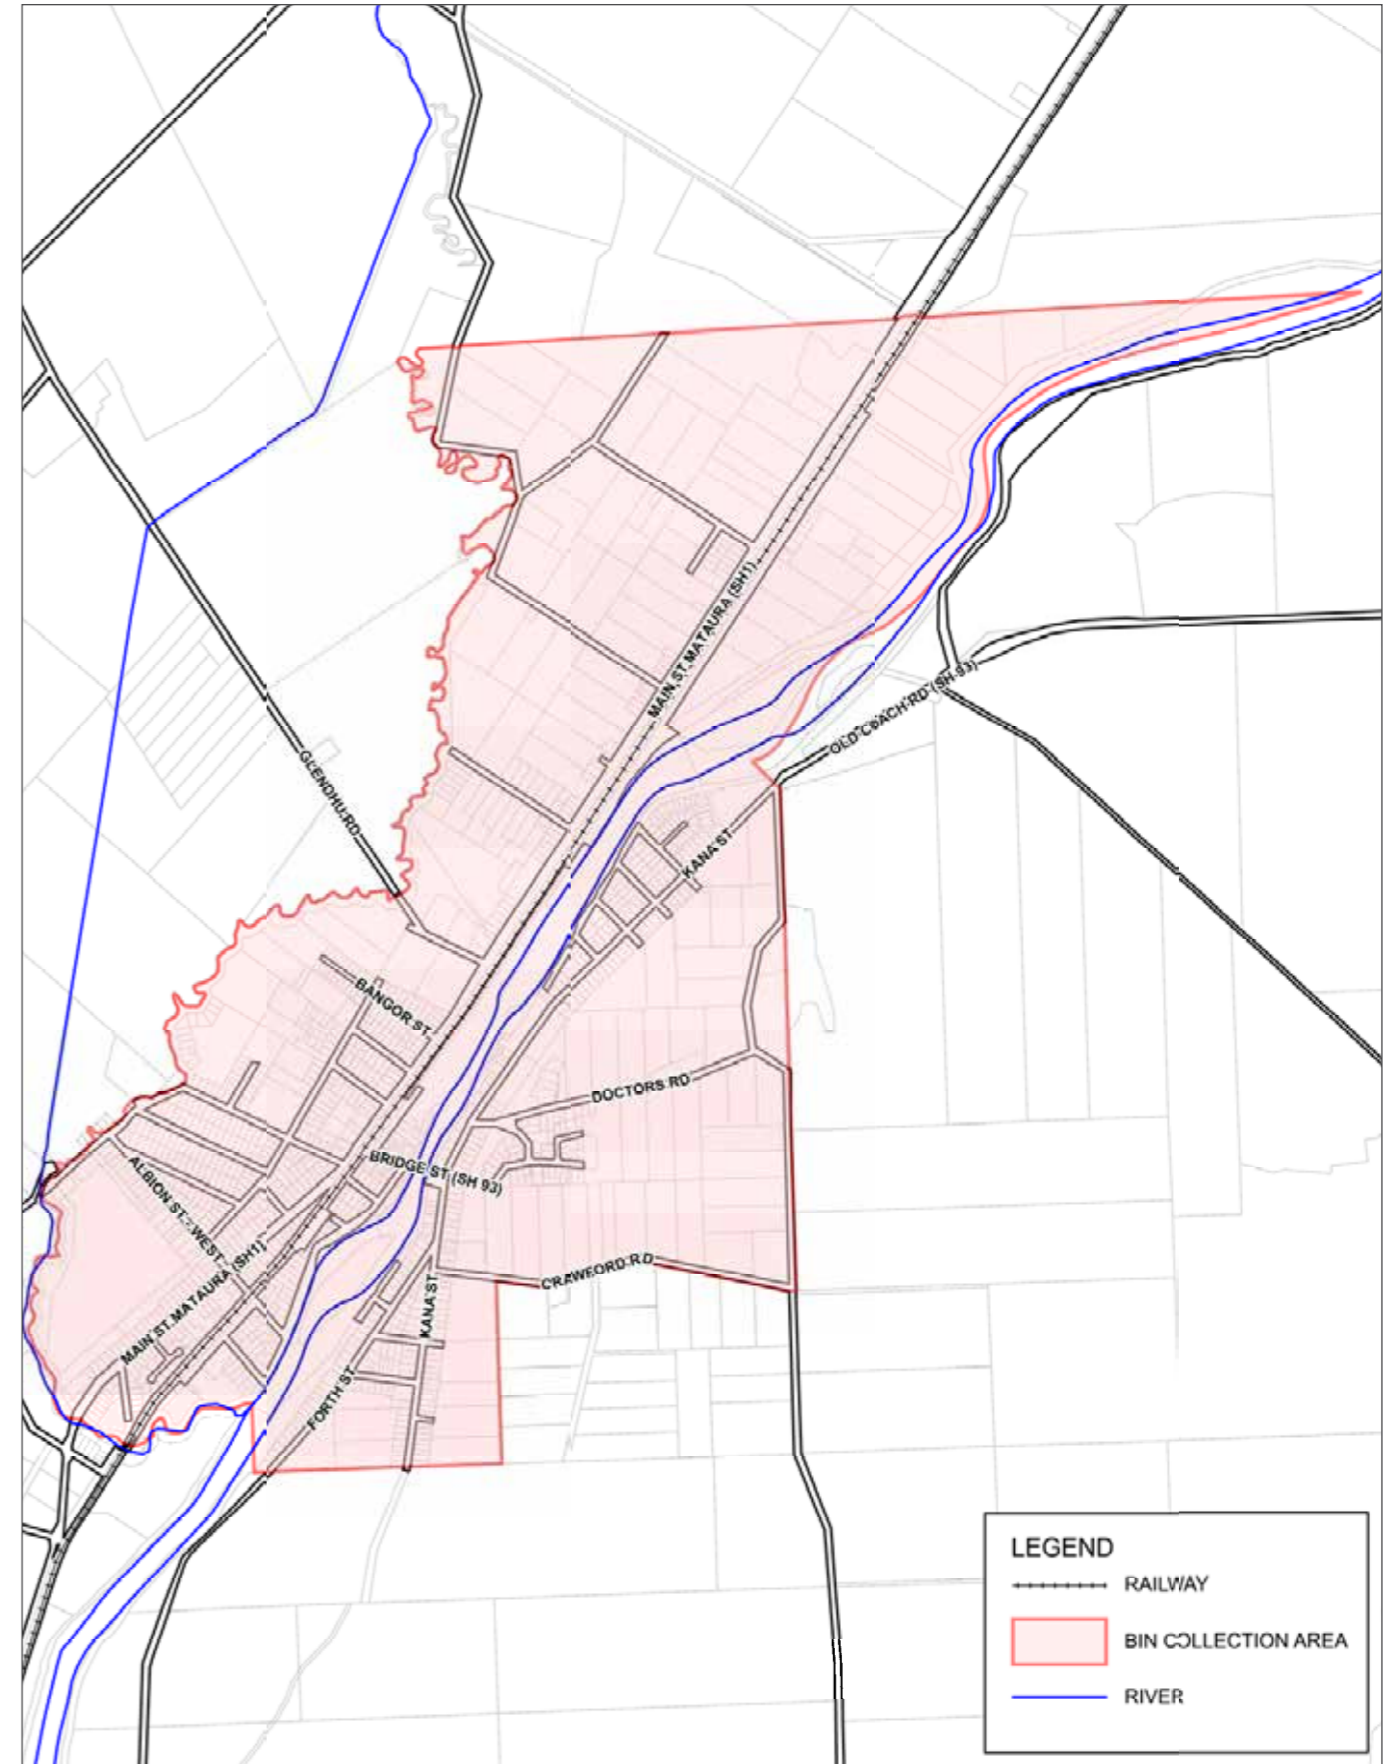 MAIN ST MATAURA (SH1)
OLD COACH RD (SH 93)
GLENDHU RD
KANA ST
BANGOR ST
DOCTORS RD
BRIDGE ST (SH 93)
ALBION ST - WEST
MAIN ST MATAURA (SH1)
CRAWFORD RD
KANA ST
FORTH ST
LEGEND
RAILWAY
BIN COLLECTION AREA
RIVER